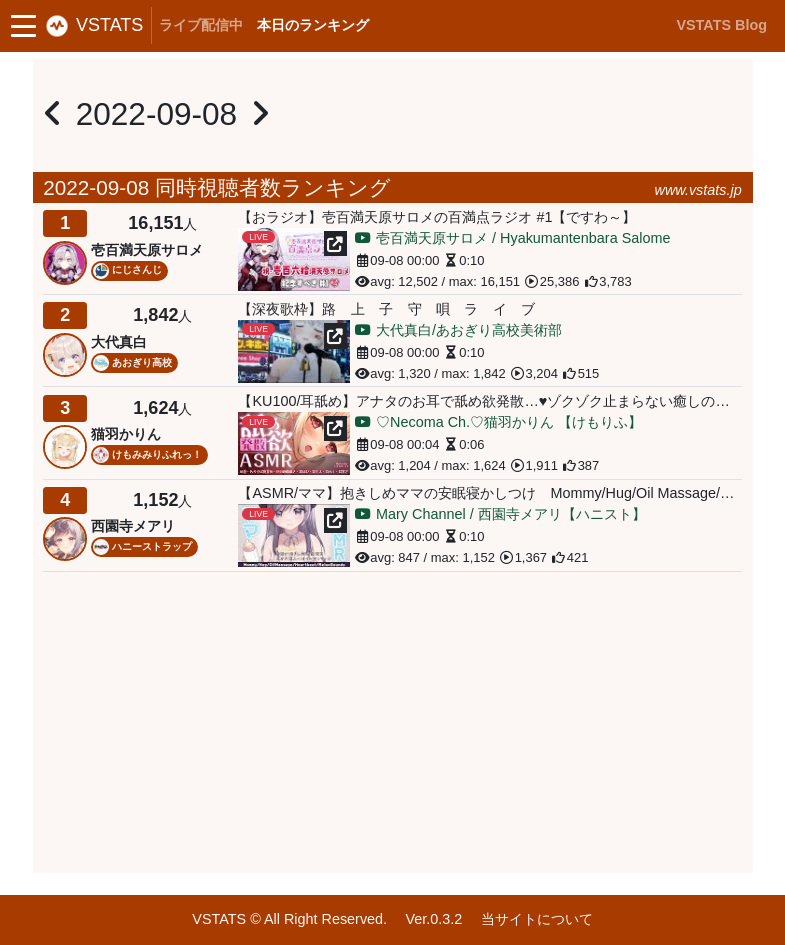 VSTATS ライブ配信中 本日のランキング VSTATS Blog
2022-09-08
2022-09-08 同時視聴者数ランキング www.vstats.jp
1 16,151人
壱百満天原サロメ
にじさんじ
【おラジオ】壱百満天原サロメの百満点ラジオ #1【ですわ～】
LIVE
壱百満天原サロメ / Hyakumantenbara Salome
09-08 00:00 0:10
avg: 12,502 / max: 16,151 25,386 3,783
2 1,842人
大代真白
あおぎり高校
【深夜歌枠】路 上 子 守 唄 ラ イ ブ
LIVE
大代真白/あおぎり高校美術部
09-08 00:00 0:10
avg: 1,320 / max: 1,842 3,204 515
3 1,624人
猫羽かりん
けもみみりふれっ！
【KU100/耳舐め】アナタのお耳で舐め欲発散…♥ゾクゾク止まらない癒しの…
LIVE
ASMR
♡Necoma Ch.♡猫羽かりん 【けもりふ】
09-08 00:04 0:06
avg: 1,204 / max: 1,624 1,911 387
4 1,152人
西園寺メアリ
ハニーストラップ
【ASMR/ママ】抱きしめママの安眠寝かしつけ　Mommy/Hug/Oil Massage/…
LIVE
Mary Channel / 西園寺メアリ【ハニスト】
09-08 00:00 0:10
avg: 847 / max: 1,152 1,367 421
VSTATS © All Right Reserved. Ver.0.3.2 当サイトについて